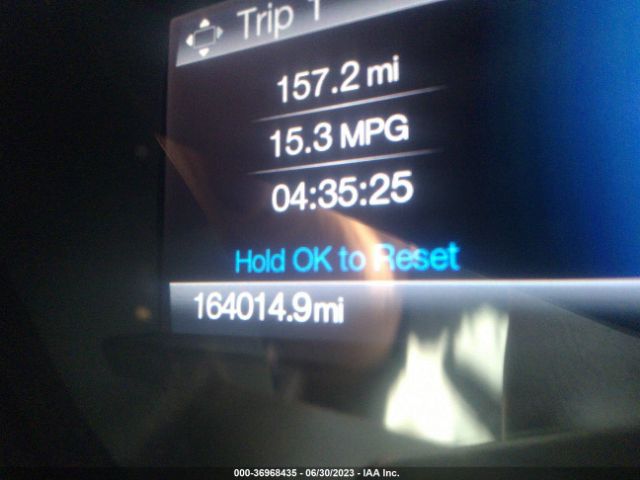 Trip 1
157.2 mi
15.3 MPG
04:35:25
Hold OK to Reset
164014.9mi
000-36968435 - 06/30/2023 - IAA Inc.